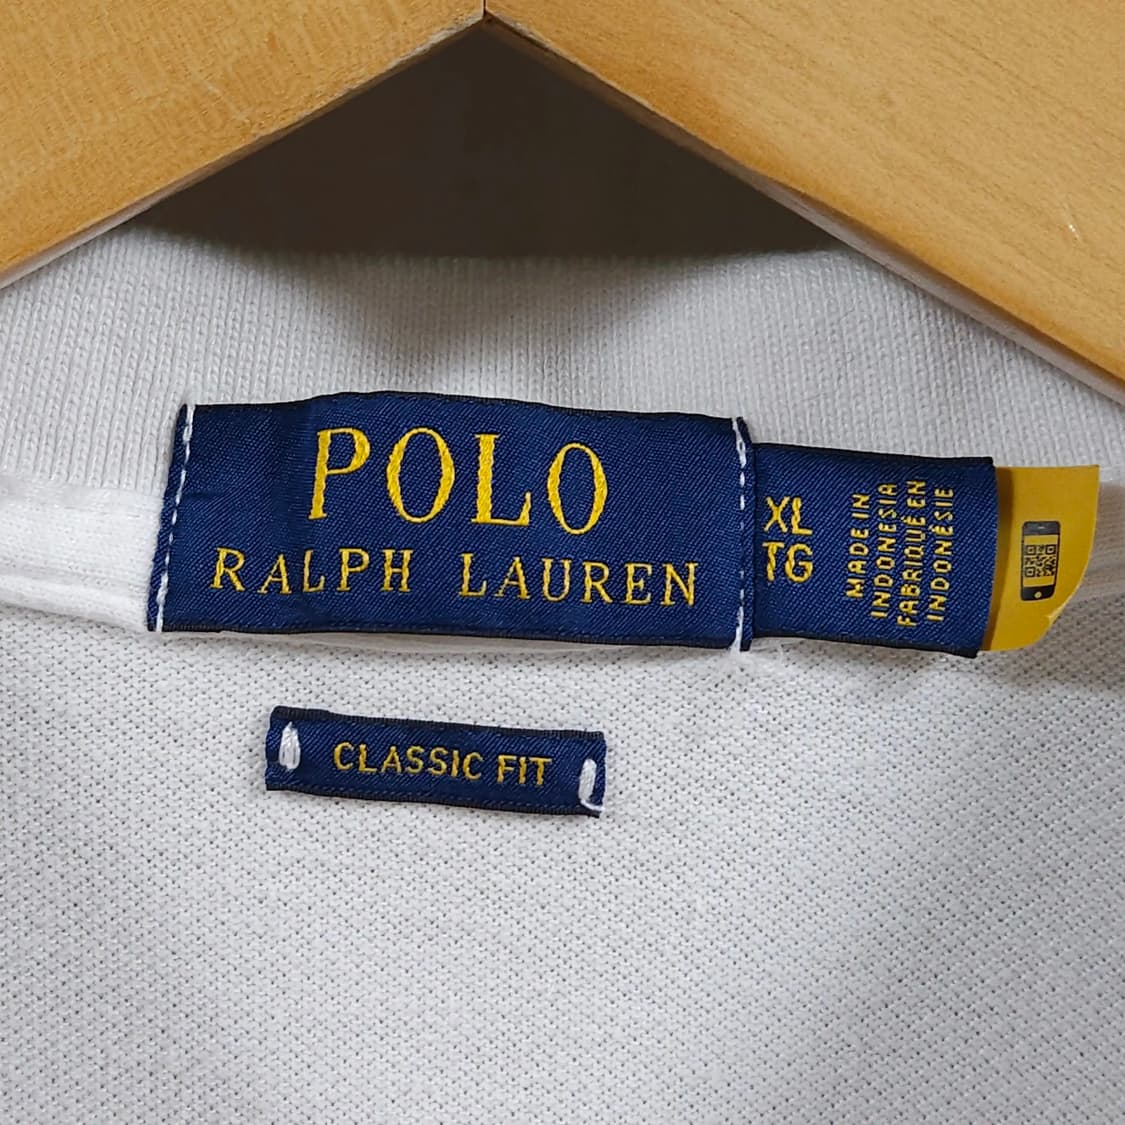 POLO
RALPH LAUREN
XL
TG
MADE IN
INDONESIA
FABRIQUÉ EN
INDONÉSIE
CLASSIC FIT